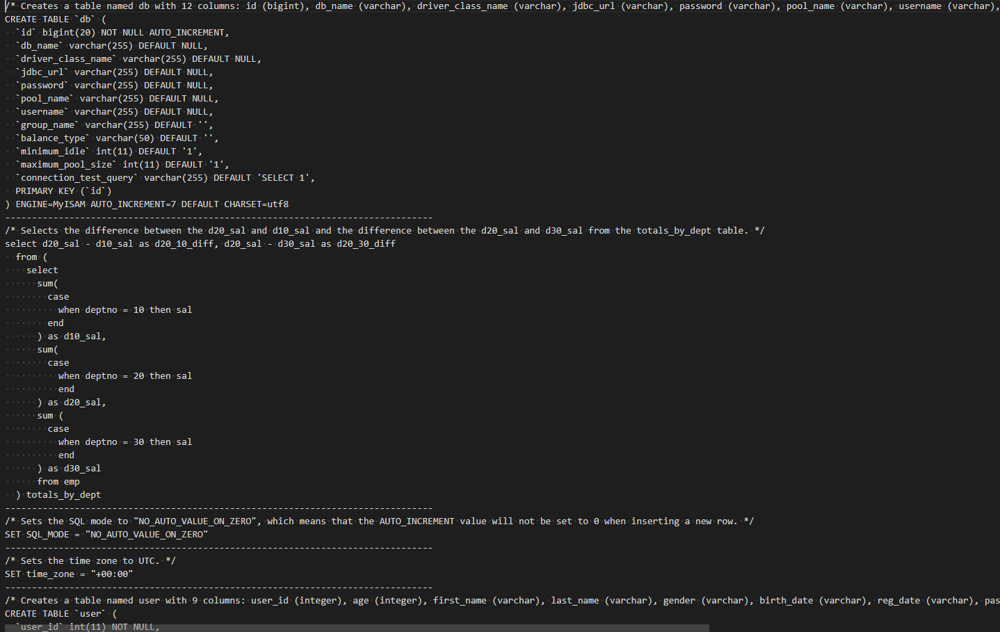 /* Creates a table named db with 12 columns: id (bigint), db_name (varchar), driver_class_name (varchar), jdbc_url (varchar), password (varchar), pool_name (varchar), username (varchar),
CREATE TABLE `db` (
  `id` bigint(20) NOT NULL AUTO_INCREMENT,
  `db_name` varchar(255) DEFAULT NULL,
  `driver_class_name` varchar(255) DEFAULT NULL,
  `jdbc_url` varchar(255) DEFAULT NULL,
  `password` varchar(255) DEFAULT NULL,
  `pool_name` varchar(255) DEFAULT NULL,
  `username` varchar(255) DEFAULT NULL,
  `group_name` varchar(255) DEFAULT '',
  `balance_type` varchar(50) DEFAULT '',
  `minimum_idle` int(11) DEFAULT '1',
  `maximum_pool_size` int(11) DEFAULT '1',
  `connection_test_query` varchar(255) DEFAULT 'SELECT 1',
  PRIMARY KEY (`id`)
) ENGINE=MyISAM AUTO_INCREMENT=7 DEFAULT CHARSET=utf8
--------------------------------------------------------------------------------
/* Selects the difference between the d20_sal and d10_sal and the difference between the d20_sal and d30_sal from the totals_by_dept table. */
select d20_sal - d10_sal as d20_10_diff, d20_sal - d30_sal as d20_30_diff
  from (
    select
      sum(
        case
          when deptno = 10 then sal
        end
      ) as d10_sal,
      sum(
        case
          when deptno = 20 then sal
          end
      ) as d20_sal,
      sum (
        case
          when deptno = 30 then sal
          end
      ) as d30_sal
      from emp
  ) totals_by_dept
--------------------------------------------------------------------------------
/* Sets the SQL mode to "NO_AUTO_VALUE_ON_ZERO", which means that the AUTO_INCREMENT value will not be set to 0 when inserting a new row. */
SET SQL_MODE = "NO_AUTO_VALUE_ON_ZERO"
--------------------------------------------------------------------------------
/* Sets the time zone to UTC. */
SET time_zone = "+00:00"
--------------------------------------------------------------------------------
/* Creates a table named user with 9 columns: user_id (integer), age (integer), first_name (varchar), last_name (varchar), gender (varchar), birth_date (varchar), reg_date (varchar), pas
CREATE TABLE `user` (
  `user_id` int(11) NOT NULL,